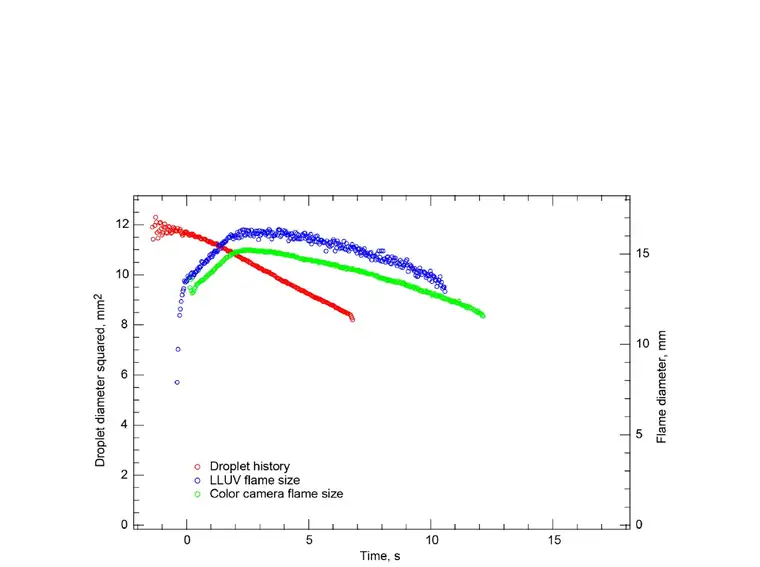 12
10
8
6
4
2
0
Droplet diameter squared, mm2
15
10
5
0
Flame diameter, mm
Droplet history
LLUV flame size
Color camera flame size
0 5 10 15
Time, s